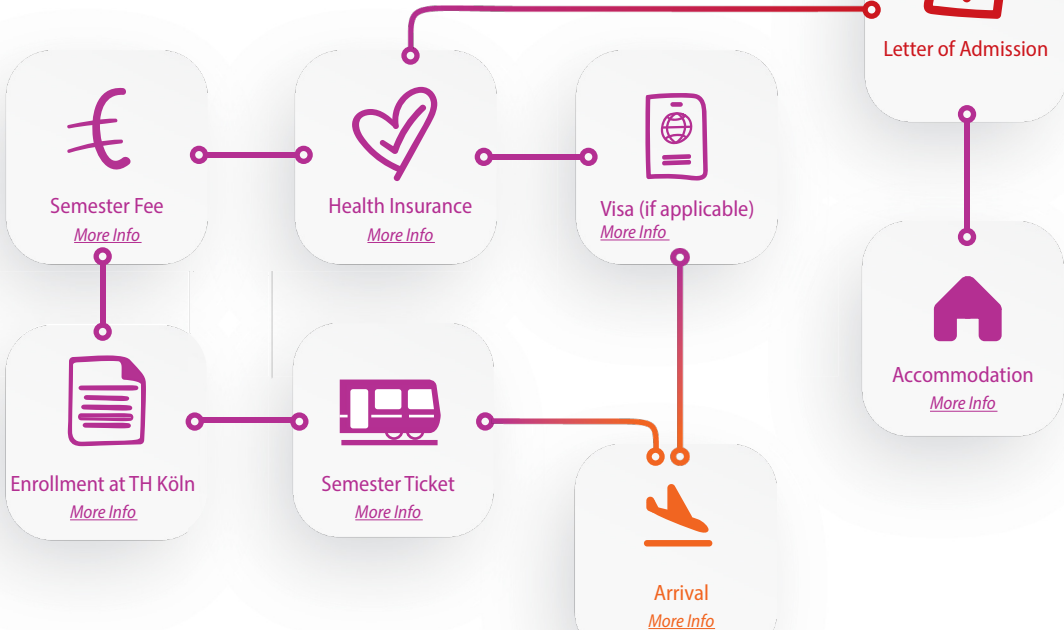 Letter of Admission
Semester Fee
More Info
Health Insurance
More Info
Visa (if applicable)
More Info
Accommodation
More Info
Enrollment at TH Köln
More Info
Semester Ticket
More Info
Arrival
More Info